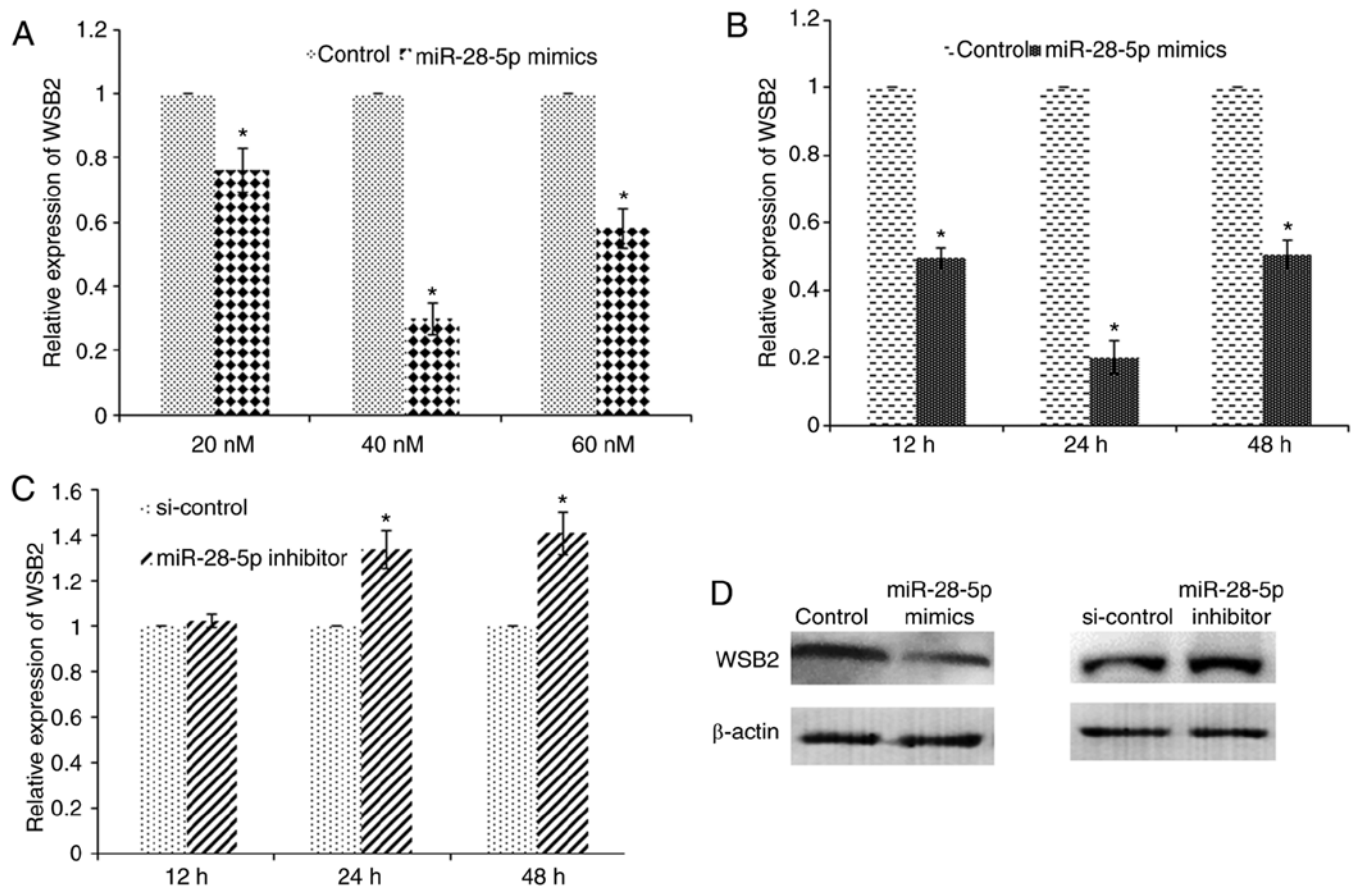 A
Relative expression of WSB2
1.2
1
0.8
0.6
0.4
0.2
0
Control miR-28-5p mimics
*
*
*
20 nM 40 nM 60 nM
B
Relative expression of WSB2
1.2
1
0.8
0.6
0.4
0.2
0
Control miR-28-5p mimics
*
*
*
12 h 24 h 48 h
C
Relative expression of WSB2
1.6
1.4
1.2
1
0.8
0.6
0.4
0.2
0
si-control
miR-28-5p inhibitor
*
*
12 h 24 h 48 h
D
Control miR-28-5p mimics
si-control miR-28-5p inhibitor
WSB2
β-actin